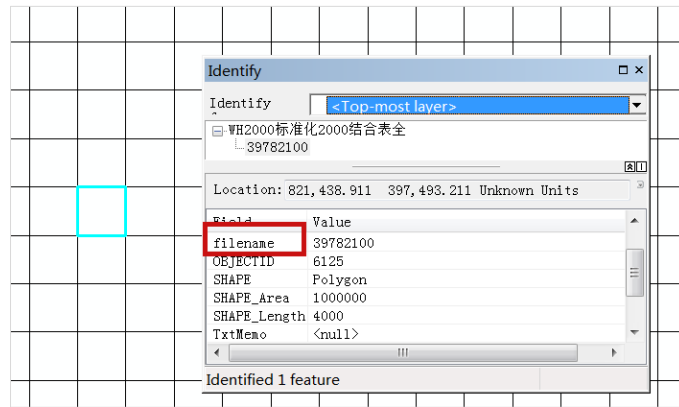 Identify
Identify
<Top-most layer>
WH2000标准化2000结合表全
39782100
Location: 821,438.911 397,493.211 Unknown Units
Field Value
filename 39782100
OBJECTID 6125
SHAPE Polygon
SHAPE_Area 1000000
SHAPE_Length 4000
TxtMemo <null>
Identified 1 feature